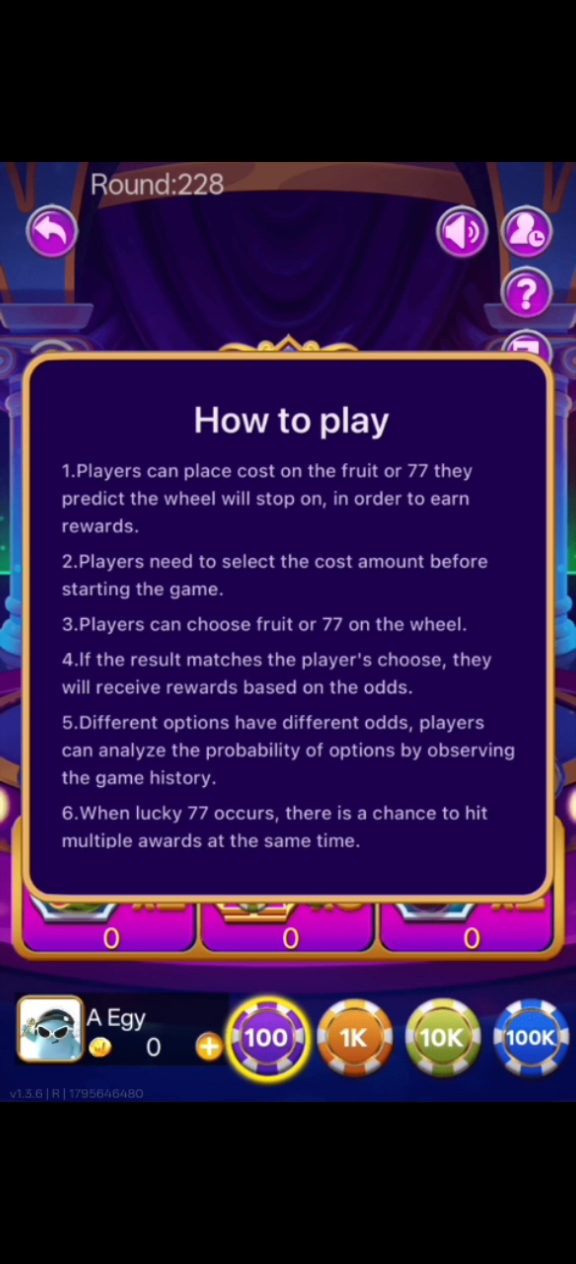 Round:228
How to play
1.Players can place cost on the fruit or 77 they
predict the wheel will stop on, in order to earn
rewards.
2.Players need to select the cost amount before
starting the game.
3.Players can choose fruit or 77 on the wheel.
4.If the result matches the player's choose, they
will receive rewards based on the odds.
5.Different options have different odds, players
can analyze the probability of options by observing
the game history.
6.When lucky 77 occurs, there is a chance to hit
multiple awards at the same time.
0 0 0
A Egy
0
100 1K 10K 100K
v1.3.6 | R | 1795646480